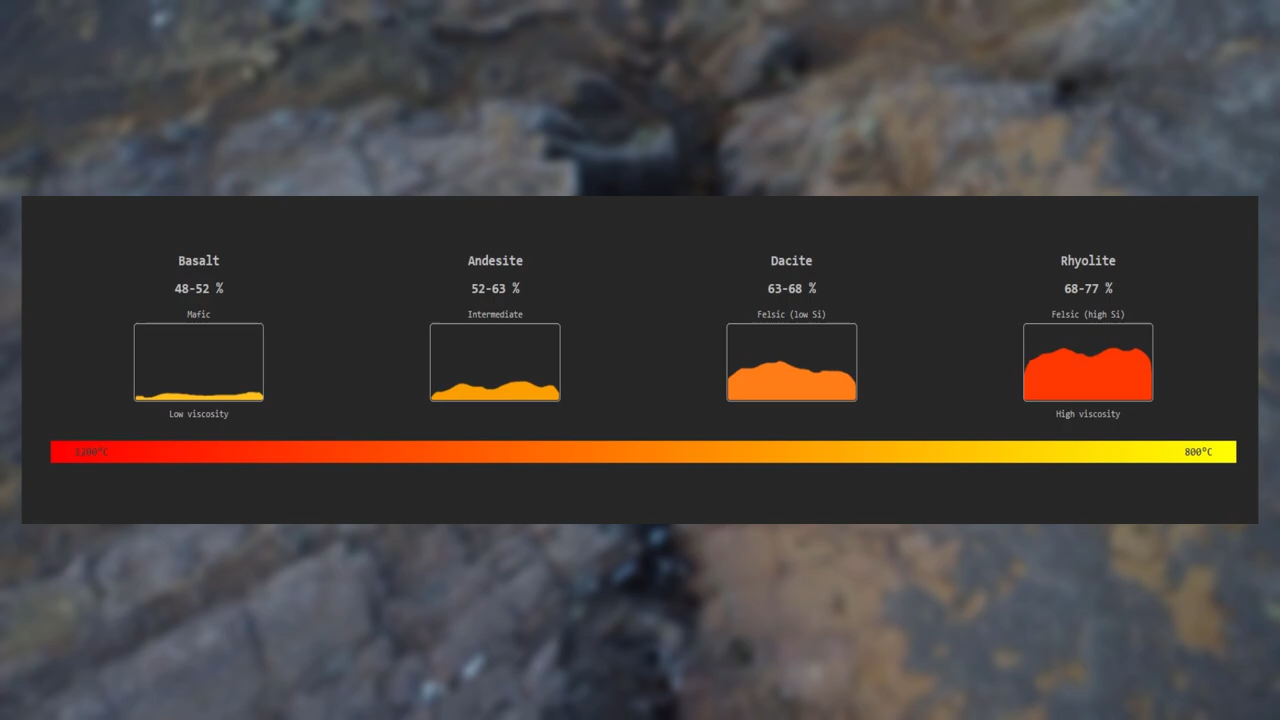 Basalt
48-52 %
Mafic
Low viscosity
Andesite
52-63 %
Intermediate
Dacite
63-68 %
Felsic (low Si)
Rhyolite
68-77 %
Felsic (high Si)
High viscosity
1200°C
800°C